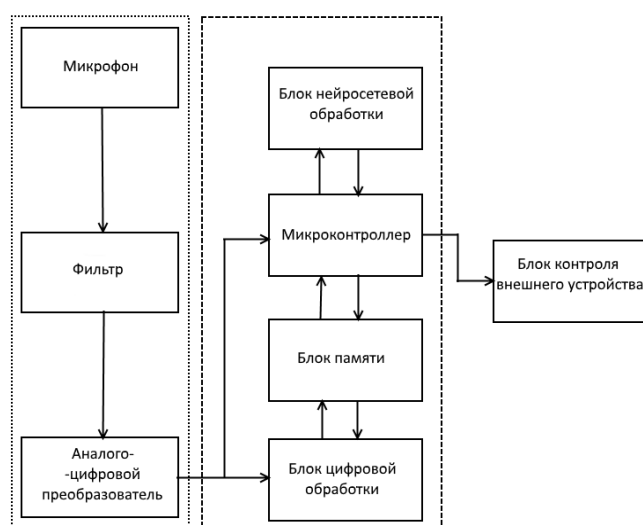 Микрофон
Фильтр
Аналого-
-цифровой
преобразователь
Блок нейросетевой
обработки
Микроконтроллер
Блок памяти
Блок цифровой
обработки
Блок контроля
внешнего устройства